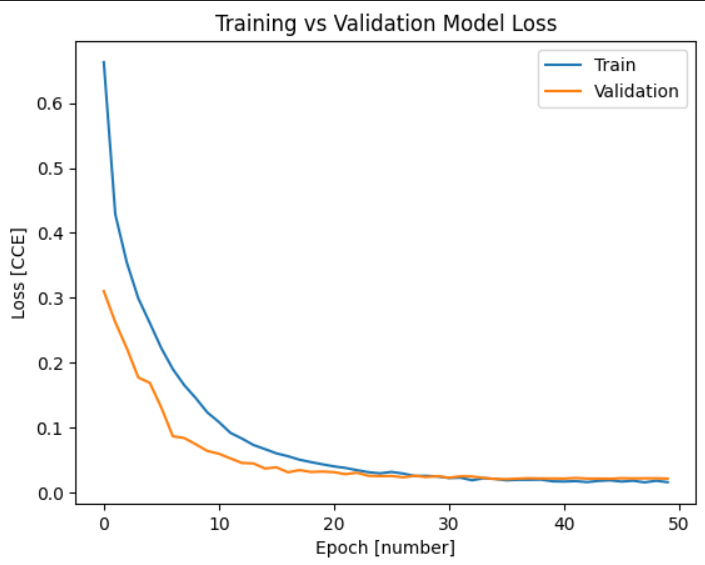 Training vs Validation Model Loss
Train
Validation
0.6
0.5
0.4
0.3
0.2
0.1
0.0
Loss [CCE]
0 10 20 30 40 50
Epoch [number]